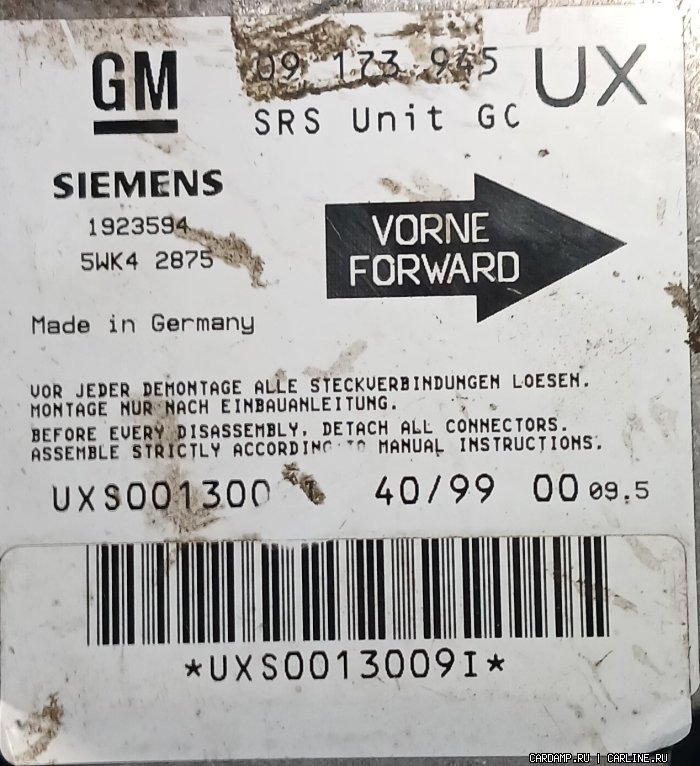 GM
09 173 945 UX
SRS Unit GC
SIEMENS
1923594
5WK4 2875
VORNE
FORWARD
Made in Germany
VOR JEDER DEMONTAGE ALLE STECKVERBINDUNGEN LOESEN.
MONTAGE NUR NACH EINBAUANLEITUNG.
BEFORE EVERY DISASSEMBLY, DETACH ALL CONNECTORS.
ASSEMBLE STRICTLY ACCORDING TO MANUAL INSTRUCTIONS.
40/99 00 09.5
*UXS0013009I*
CARDAMP.RU | CARLINE.RU